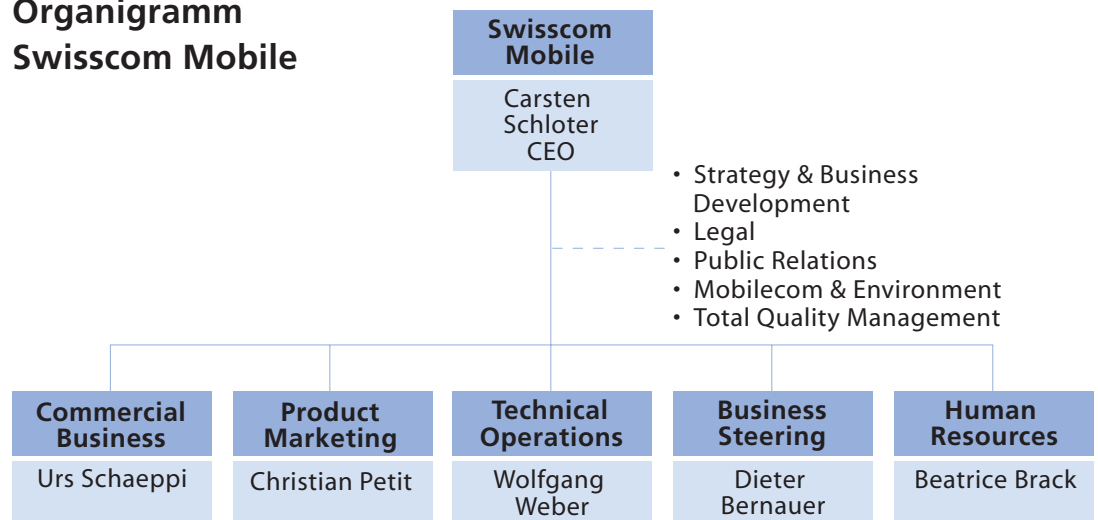 Organigramm
Swisscom Mobile
Swisscom
Mobile
Carsten
Schloter
CEO
• Strategy & Business
Development
• Legal
• Public Relations
• Mobilecom & Environment
• Total Quality Management
Commercial
Business
Urs Schaeppi
Product
Marketing
Christian Petit
Technical
Operations
Wolfgang
Weber
Business
Steering
Dieter
Bernauer
Human
Resources
Beatrice Brack